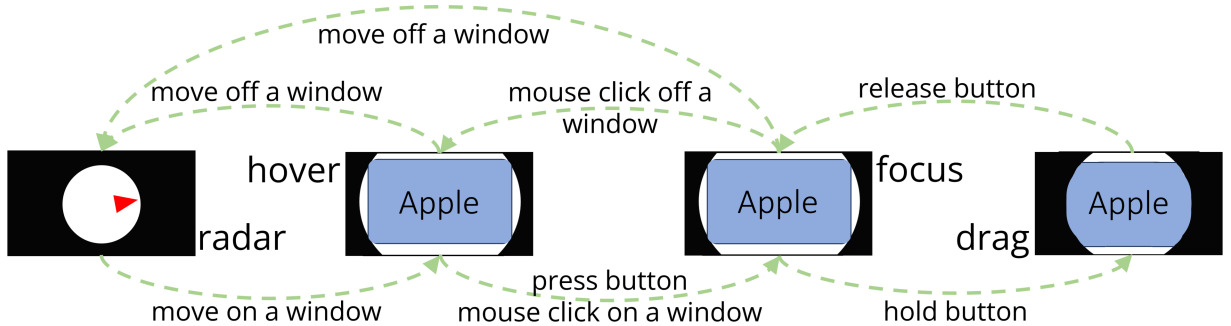 move off a window
move off a window
mouse click off a
window
release button
hover
Apple
Apple
focus
Apple
radar
drag
move on a window
press button
mouse click on a window
hold button